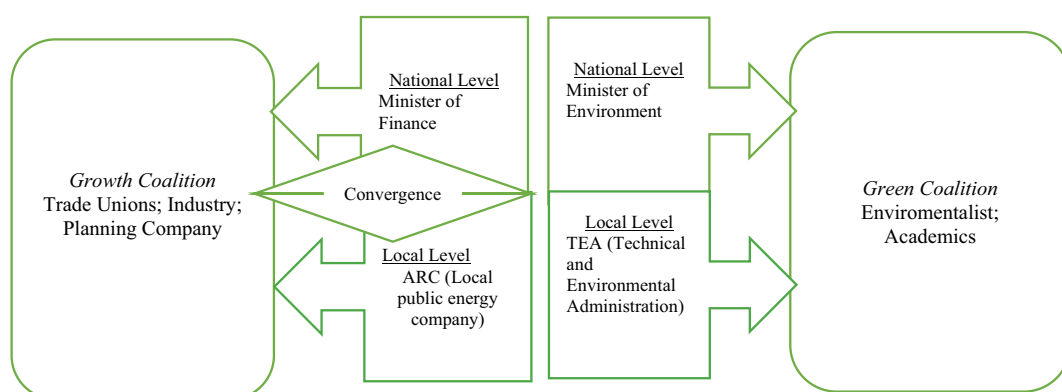 Growth Coalition
Trade Unions; Industry;
Planning Company
National Level
Minister of
Finance
Convergence
Local Level
ARC (Local
public energy
company)
National Level
Minister of
Environment
Local Level
TEA (Technical
and
Environmental
Administration)
Green Coalition
Enviromentalist;
Academics